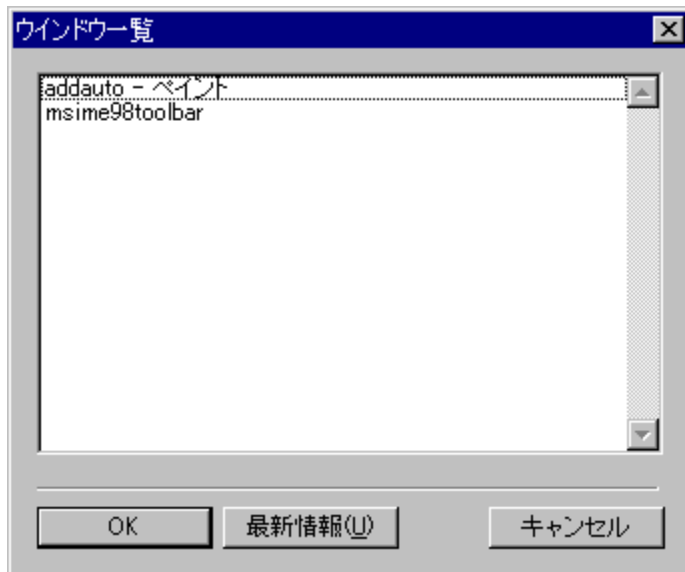 ウインドウ一覧
addauto - ペイント
msime98toolbar
OK
最新情報(U)
キャンセル